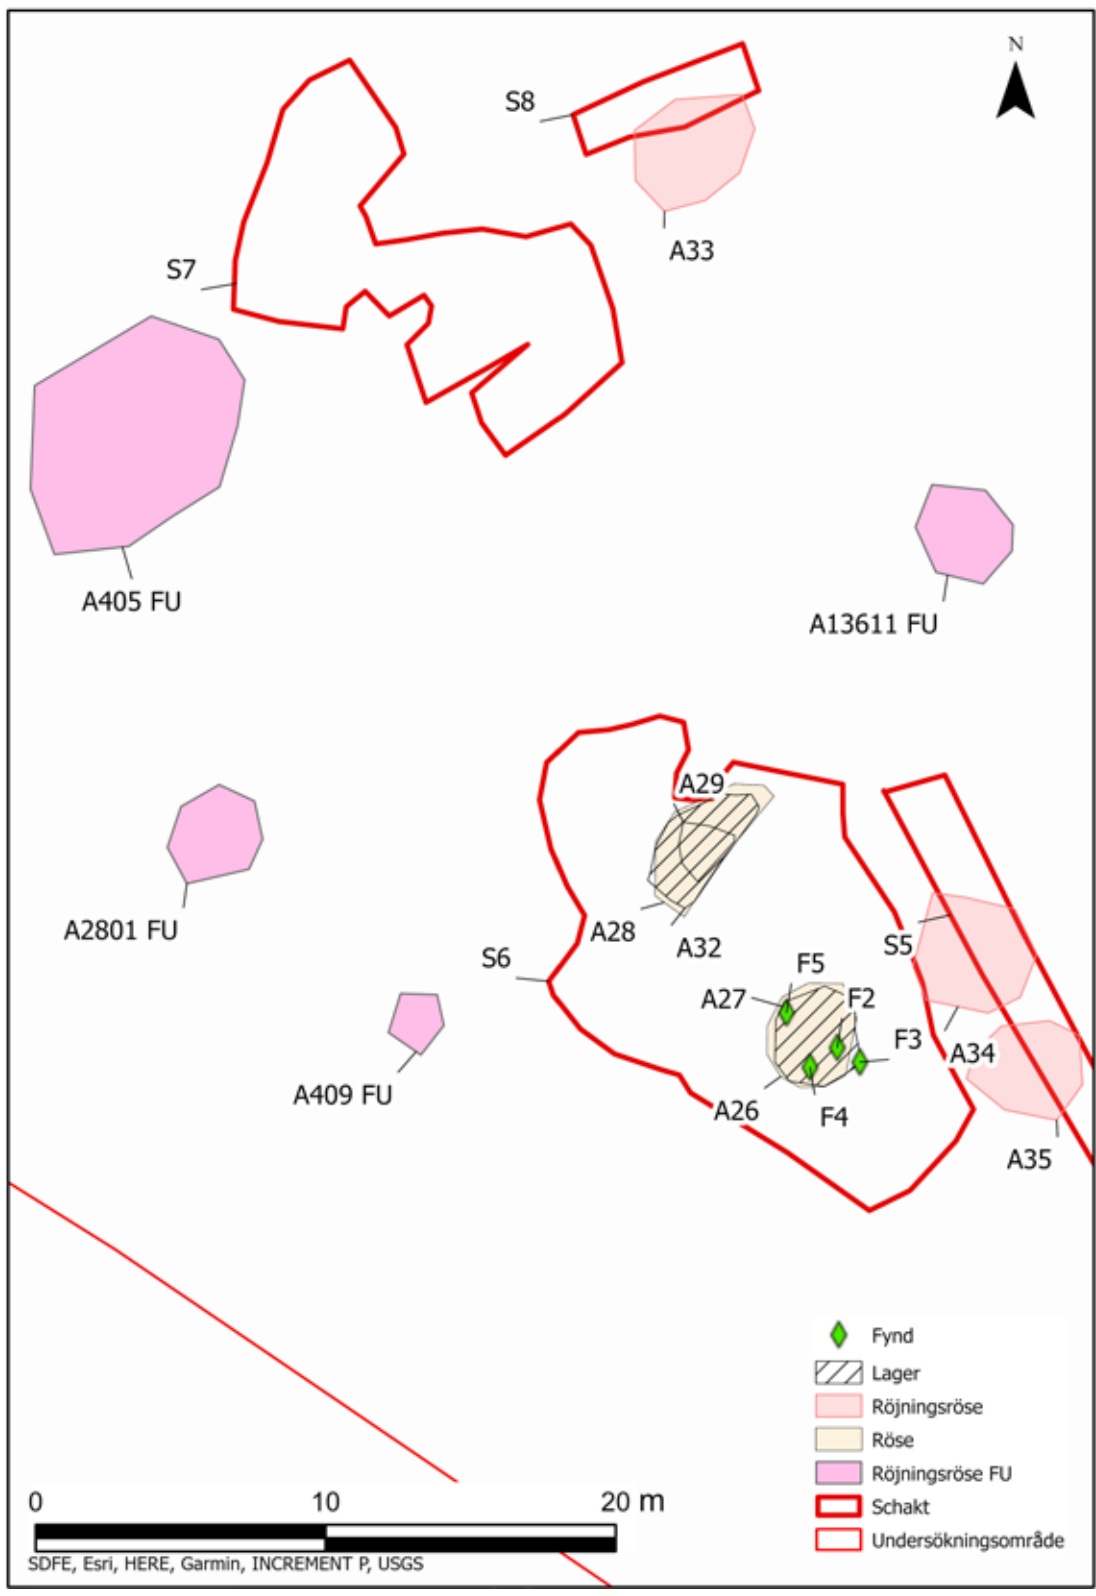 N
S8
A33
S7
A405 FU
A13611 FU
A29
A2801 FU
A28
A32
S6
S5
F5
A27
F2
F3
A34
A409 FU
A26
F4
A35
Fynd
Lager
Röjningsröse
Röse
Röjningsröse FU
Schakt
Undersökningsområde
0 10 20 m
SDFE, Esri, HERE, Garmin, INCREMENT P, USGS